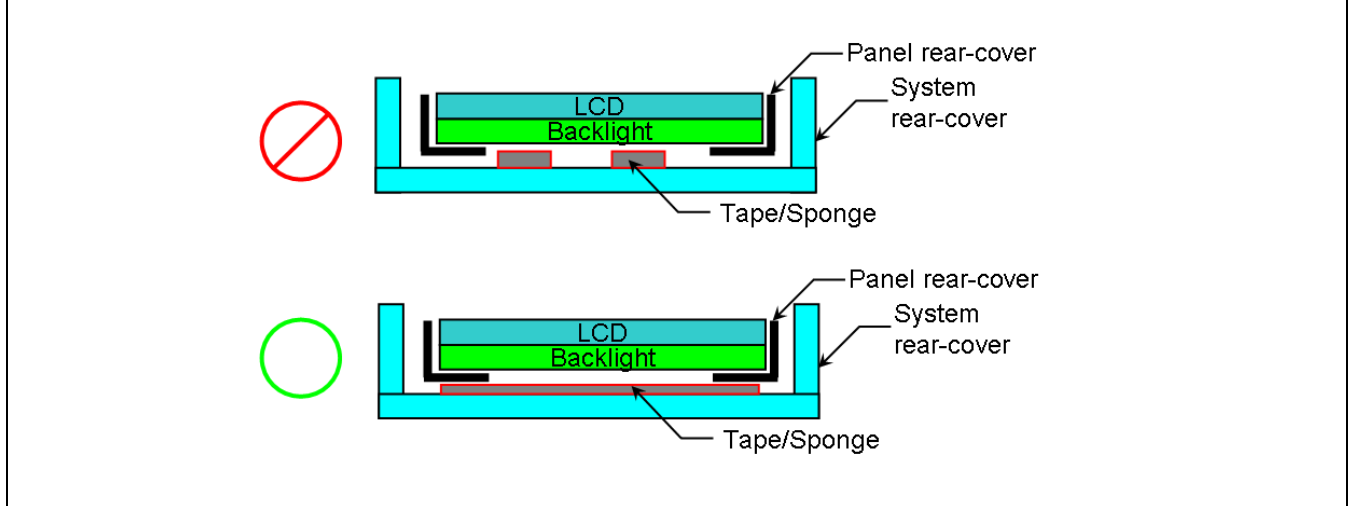 Panel rear-cover
System
rear-cover
LCD
Backlight
Tape/Sponge
Panel rear-cover
System
rear-cover
LCD
Backlight
Tape/Sponge